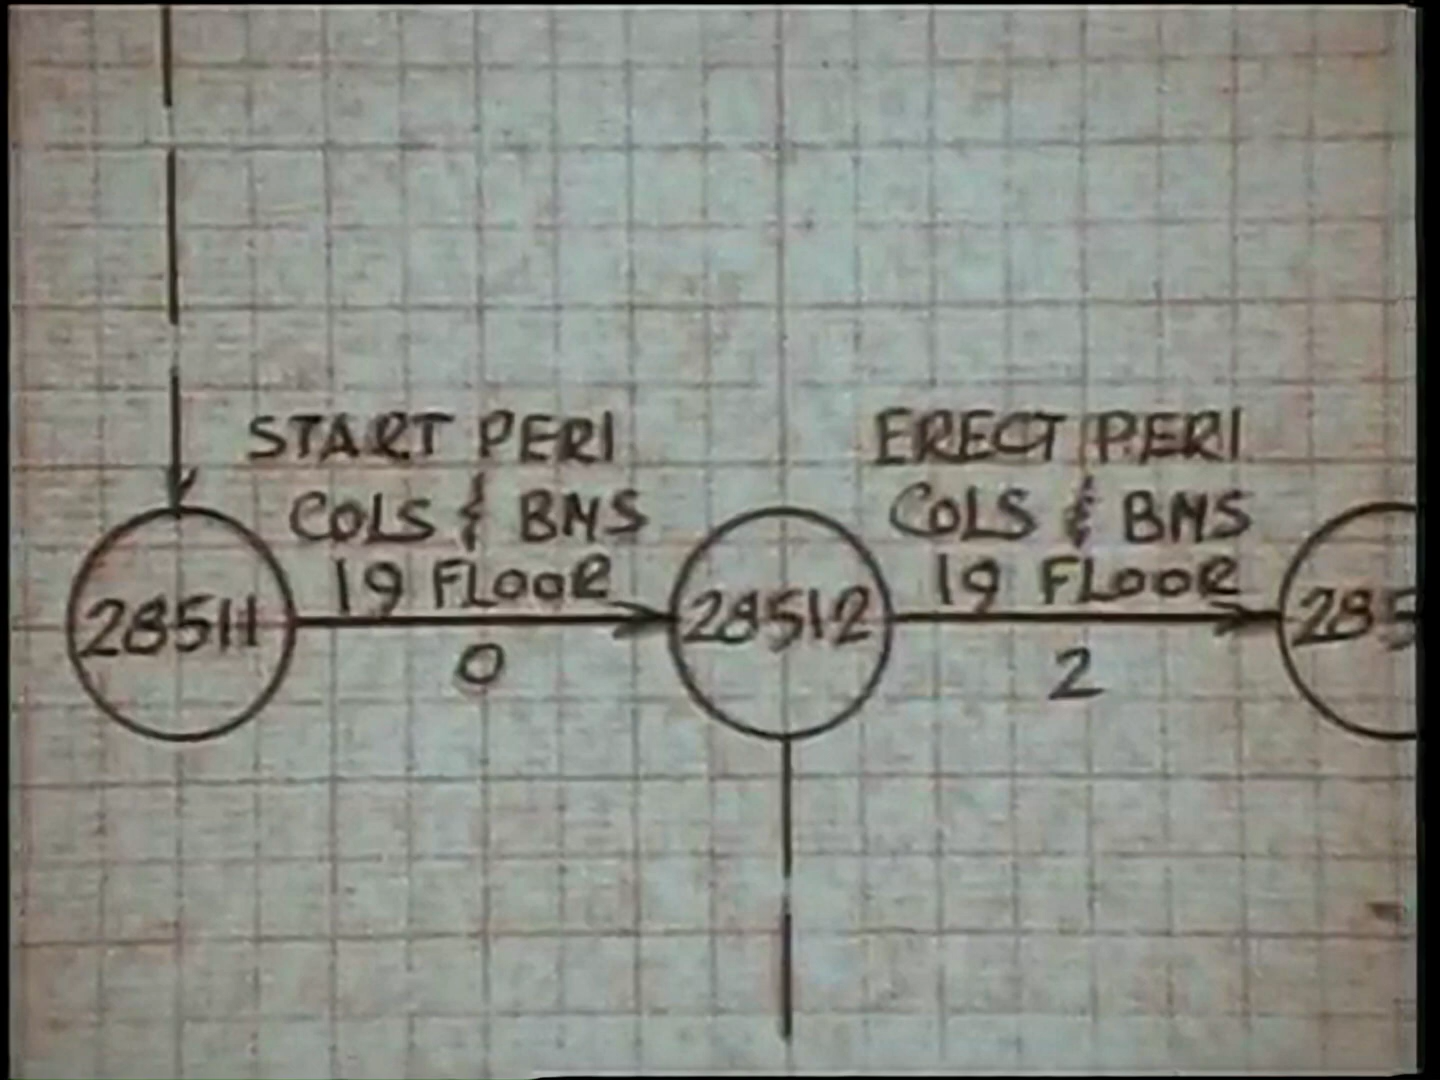 START PERI
COLS & BMS
19 FLOOR
28511
0
28512
ERECT PERI
COLS & BMS
19 FLOOR
2
285